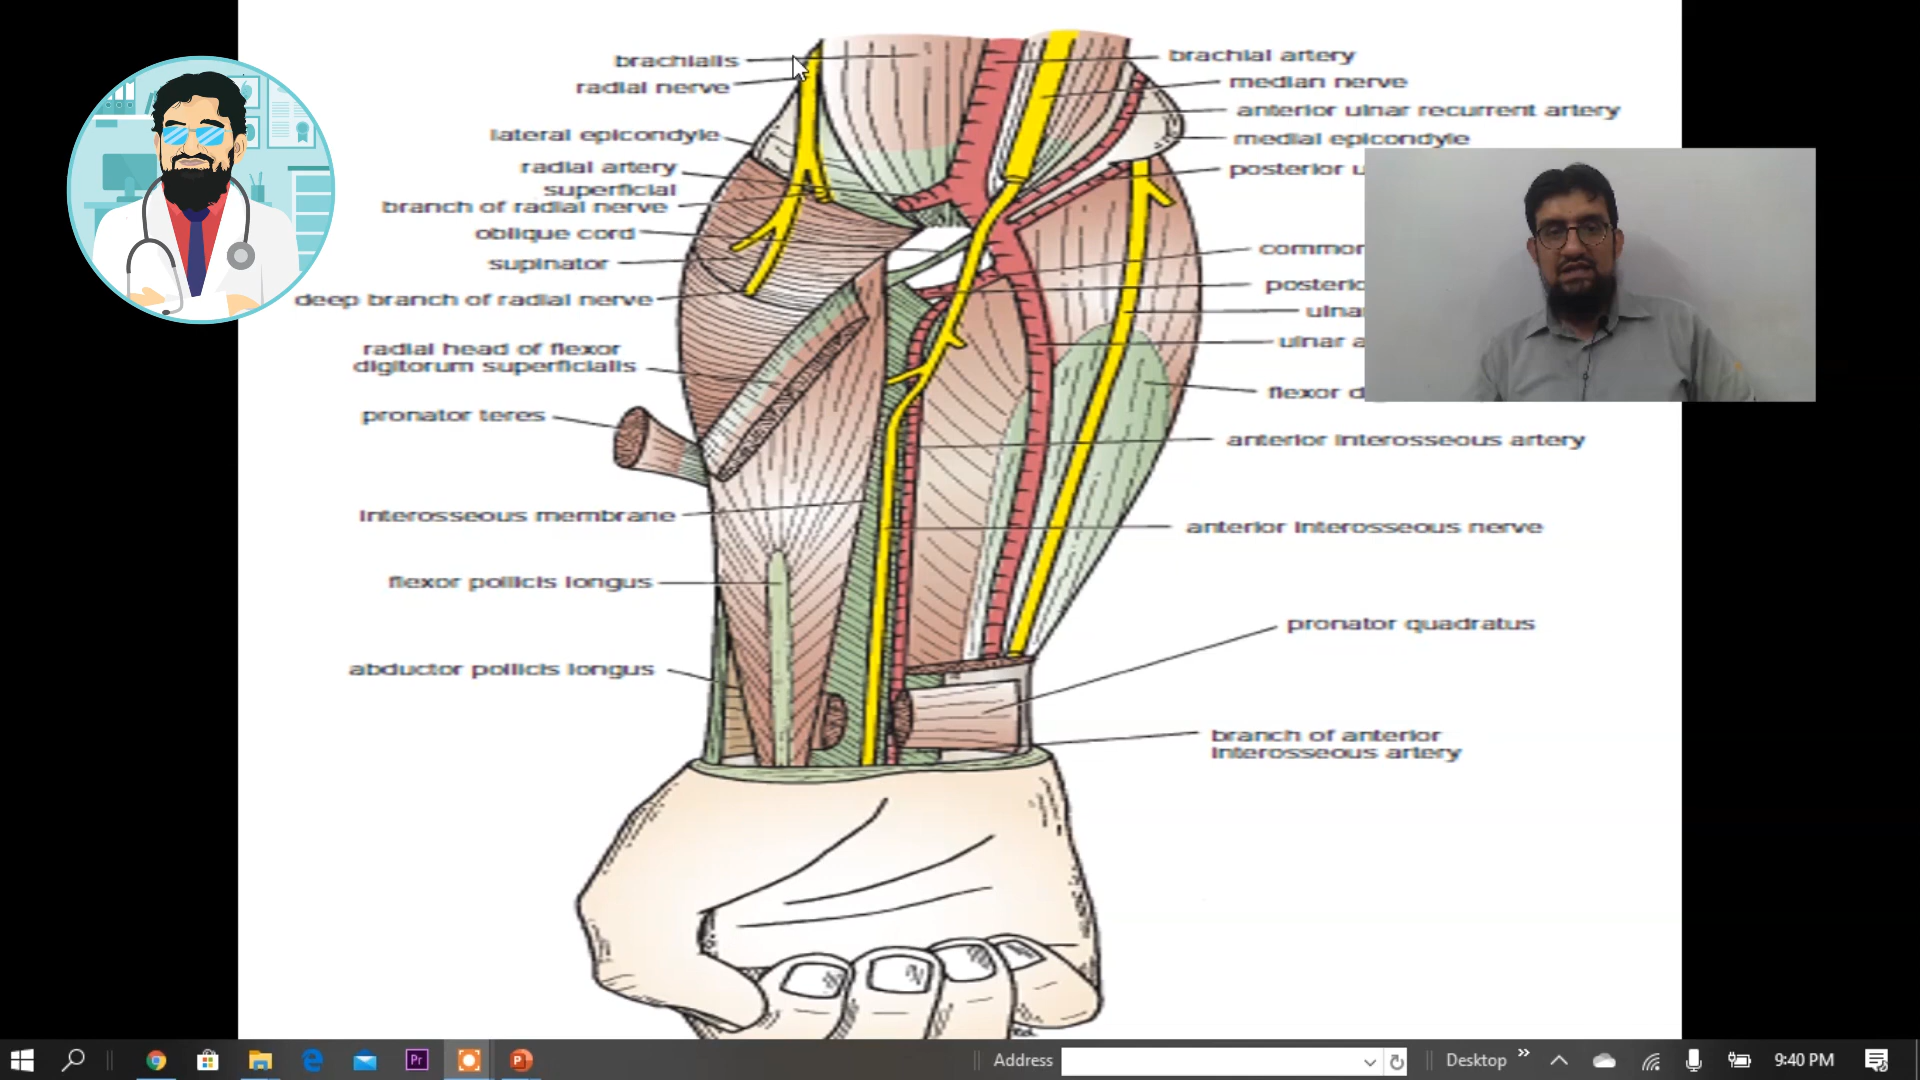 brachialis
radial nerve
lateral epicondyle
radial artery
superficial
branch of radial nerve
oblique cord
supinator
deep branch of radial nerve
radial head of flexor
digitorum superficialis
pronator teres
interosseous membrane
flexor pollicis longus
abductor pollicis longus
brachial artery
median nerve
anterior ulnar recurrent artery
medial epicondyle
posterior u
common
posterio
ulna
ulnar a
flexor d
anterior interosseous artery
anterior interosseous nerve
pronator quadratus
branch of anterior
interosseous artery
Pr
Address
Desktop
9:40 PM